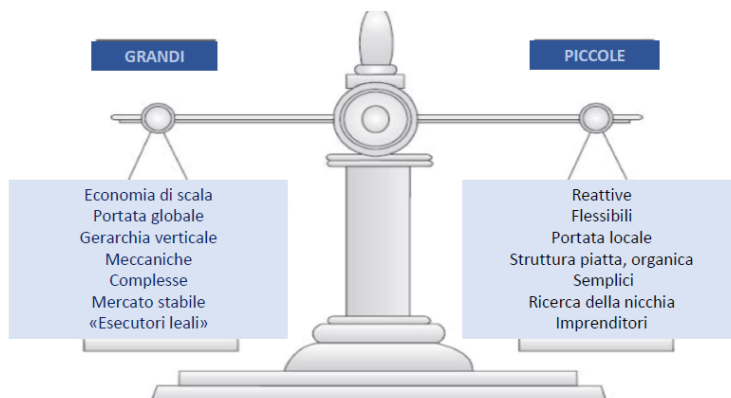 GRANDI
PICCOLE
Economia di scala
Portata globale
Gerarchia verticale
Meccaniche
Complesse
Mercato stabile
«Esecutori leali»
Reattive
Flessibili
Portata locale
Struttura piatta, organica
Semplici
Ricerca della nicchia
Imprenditori